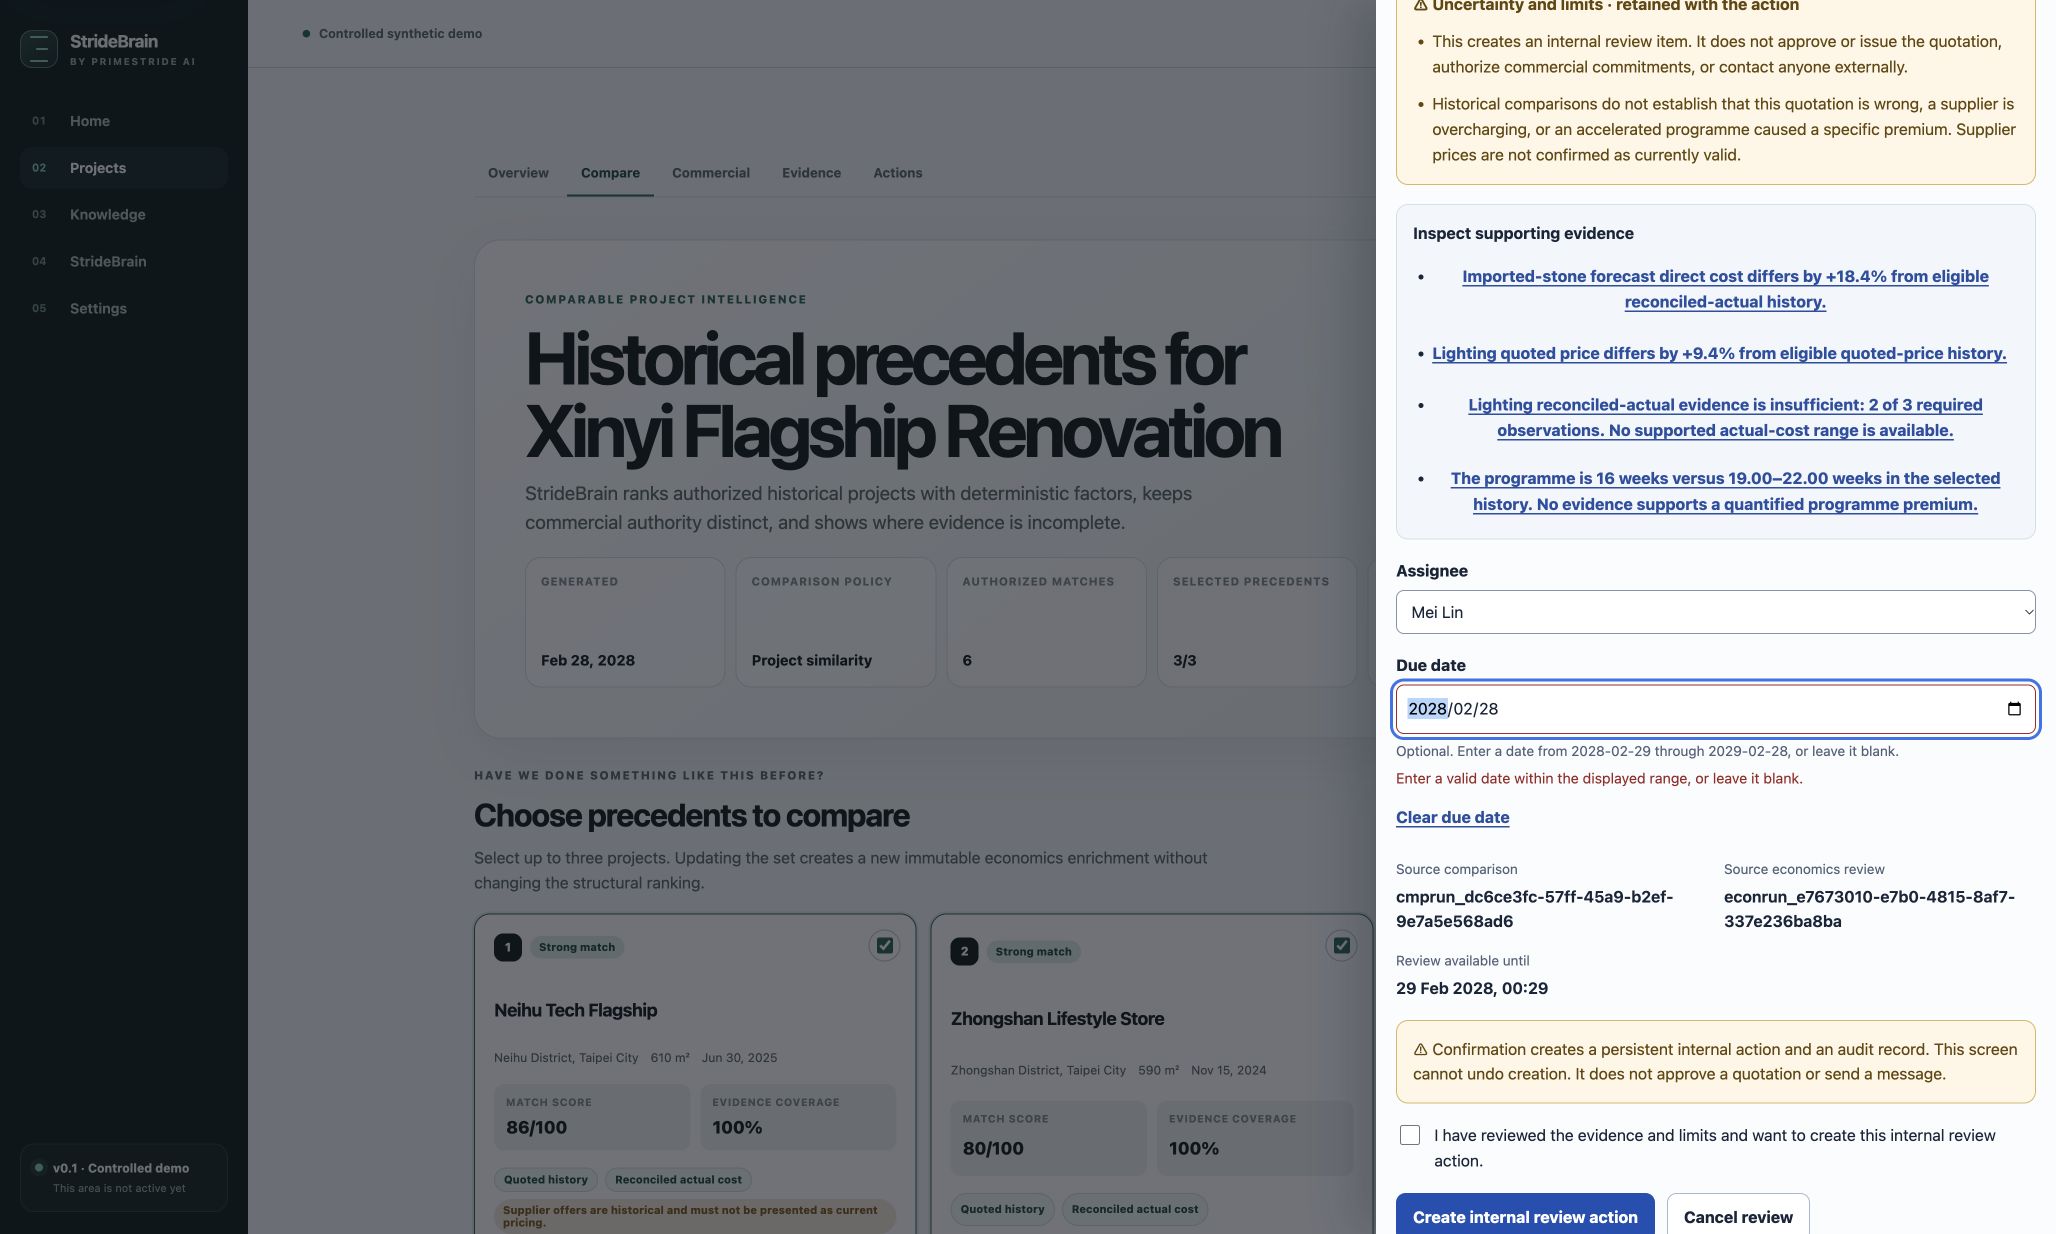 StrideBrain
BY PRIMESTRIDE AI
01 Home
02 Projects
03 Knowledge
04 StrideBrain
05 Settings
v0.1 · Controlled demo
This area is not active yet
Controlled synthetic demo
Overview Compare Commercial Evidence Actions
COMPARABLE PROJECT INTELLIGENCE
Historical precedents for
Xinyi Flagship Renovation
StrideBrain ranks authorized historical projects with deterministic factors, keeps
commercial authority distinct, and shows where evidence is incomplete.
GENERATED
Feb 28, 2028
COMPARISON POLICY
Project similarity
AUTHORIZED MATCHES
6
SELECTED PRECEDENTS
3/3
HAVE WE DONE SOMETHING LIKE THIS BEFORE?
Choose precedents to compare
Select up to three projects. Updating the set creates a new immutable economics enrichment without
changing the structural ranking.
1 Strong match
Neihu Tech Flagship
Neihu District, Taipei City 610 m² Jun 30, 2025
MATCH SCORE
86/100
EVIDENCE COVERAGE
100%
Quoted history Reconciled actual cost
Supplier offers are historical and must not be presented as current
pricing.
2 Strong match
Zhongshan Lifestyle Store
Zhongshan District, Taipei City 590 m² Nov 15, 2024
MATCH SCORE
80/100
EVIDENCE COVERAGE
100%
Quoted history Reconciled actual cost
⚠ Uncertainty and limits · retained with the action
• This creates an internal review item. It does not approve or issue the quotation,
authorize commercial commitments, or contact anyone externally.
• Historical comparisons do not establish that this quotation is wrong, a supplier is
overcharging, or an accelerated programme caused a specific premium. Supplier
prices are not confirmed as currently valid.
Inspect supporting evidence
• Imported-stone forecast direct cost differs by +18.4% from eligible
reconciled-actual history.
• Lighting quoted price differs by +9.4% from eligible quoted-price history.
• Lighting reconciled-actual evidence is insufficient: 2 of 3 required
observations. No supported actual-cost range is available.
• The programme is 16 weeks versus 19.00–22.00 weeks in the selected
history. No evidence supports a quantified programme premium.
Assignee
Mei Lin
Due date
2028/02/28
Optional. Enter a date from 2028-02-29 through 2029-02-28, or leave it blank.
Enter a valid date within the displayed range, or leave it blank.
Clear due date
Source comparison
cmprun_dc6ce3fc-57ff-45a9-b2ef-
9e7a5e568ad6
Source economics review
econrun_e7673010-e7b0-4815-8af7-
337e236ba8ba
Review available until
29 Feb 2028, 00:29
⚠ Confirmation creates a persistent internal action and an audit record. This screen
cannot undo creation. It does not approve a quotation or send a message.
I have reviewed the evidence and limits and want to create this internal review
action.
Create internal review action
Cancel review